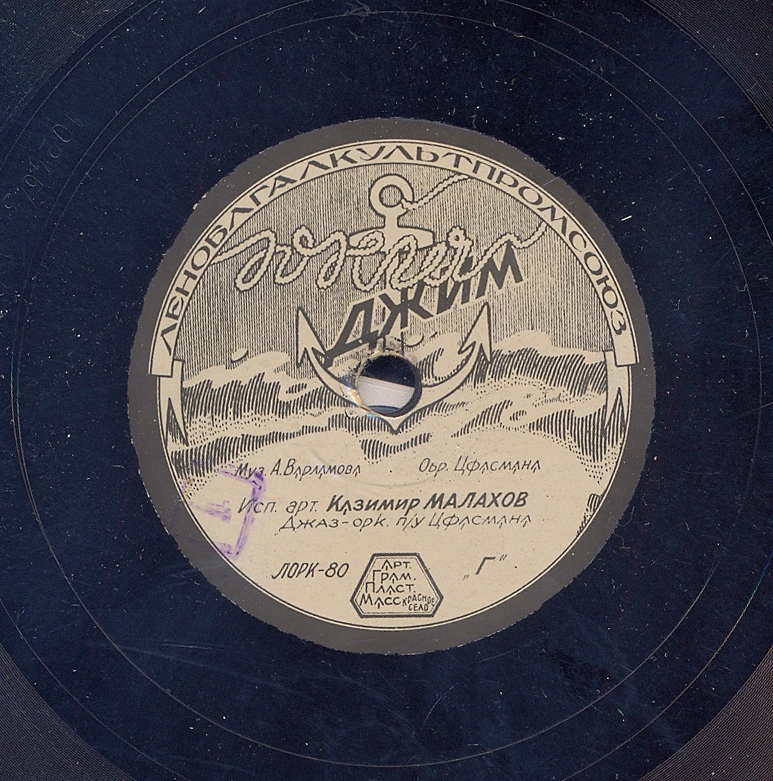 ЛЕНОБЛГАЛКУЛЬТПРОМСОЮЗ
ДЖИМ
Муз. А. Варламова . Обр. Цфасмана
Исп. арт. Казимир МАЛАХОВ
Джаз-орк. п/у Цфасмана
ЛОРК-80
АРТ.
ГРАМ.
ПЛАСТ.
МАСС
КРАСНОЕ
СЕЛО
„Г“